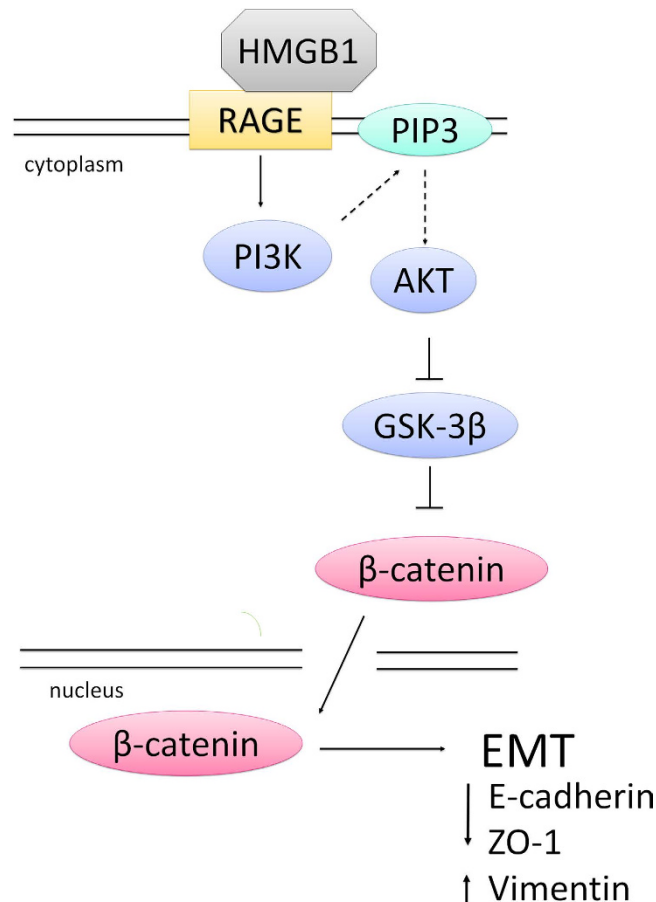 HMGB1
RAGE
PIP3
cytoplasm
PI3K
AKT
GSK-3β
β-catenin
nucleus
β-catenin
EMT
E-cadherin
ZO-1
Vimentin